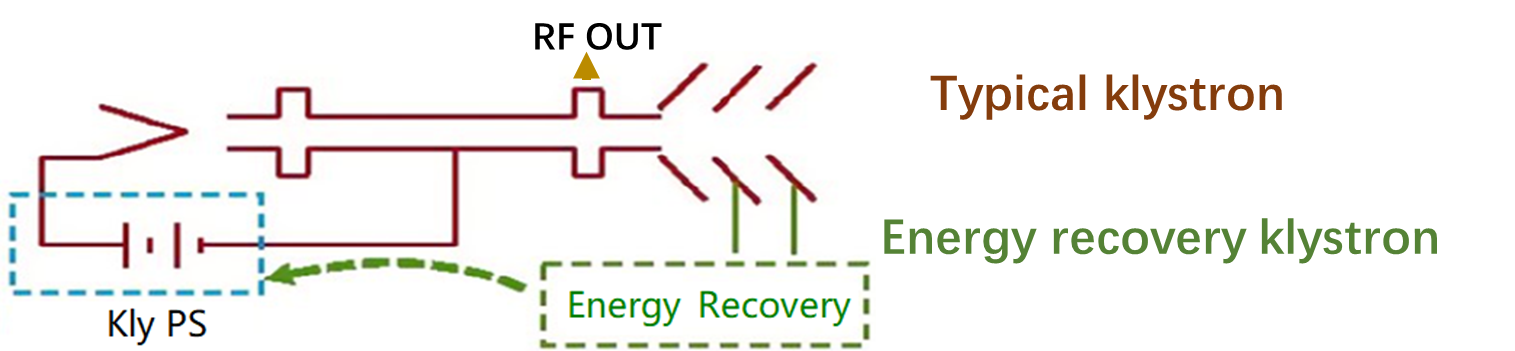 RF OUT
Typical klystron
Energy recovery klystron
Energy Recovery
Kly PS